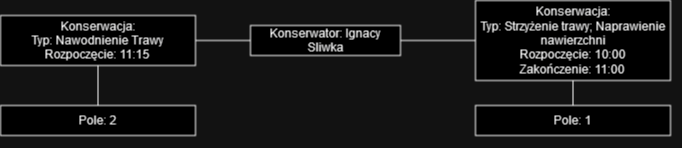 Konserwacja:
Typ: Nawodnienie Trawy
Rozpoczęcie: 11:15
Konserwator: Ignacy
Sliwka
Konserwacja:
Typ: Strzyżenie trawy; Naprawienie
nawierzchni
Rozpoczęcie: 10:00
Zakończenie: 11:00
Pole: 2
Pole: 1